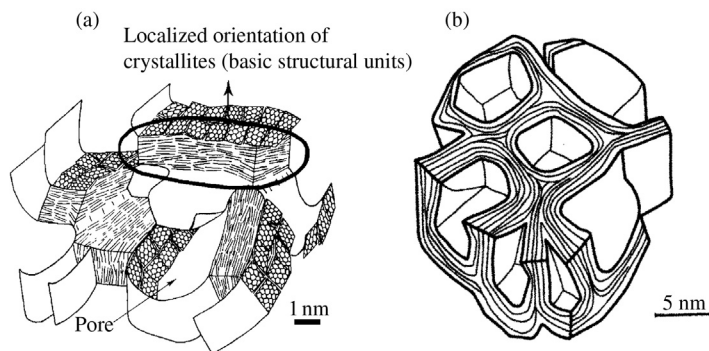 (a)
Localized orientation of
crystallites (basic structural units)
Pore
1 nm
(b)
5 nm